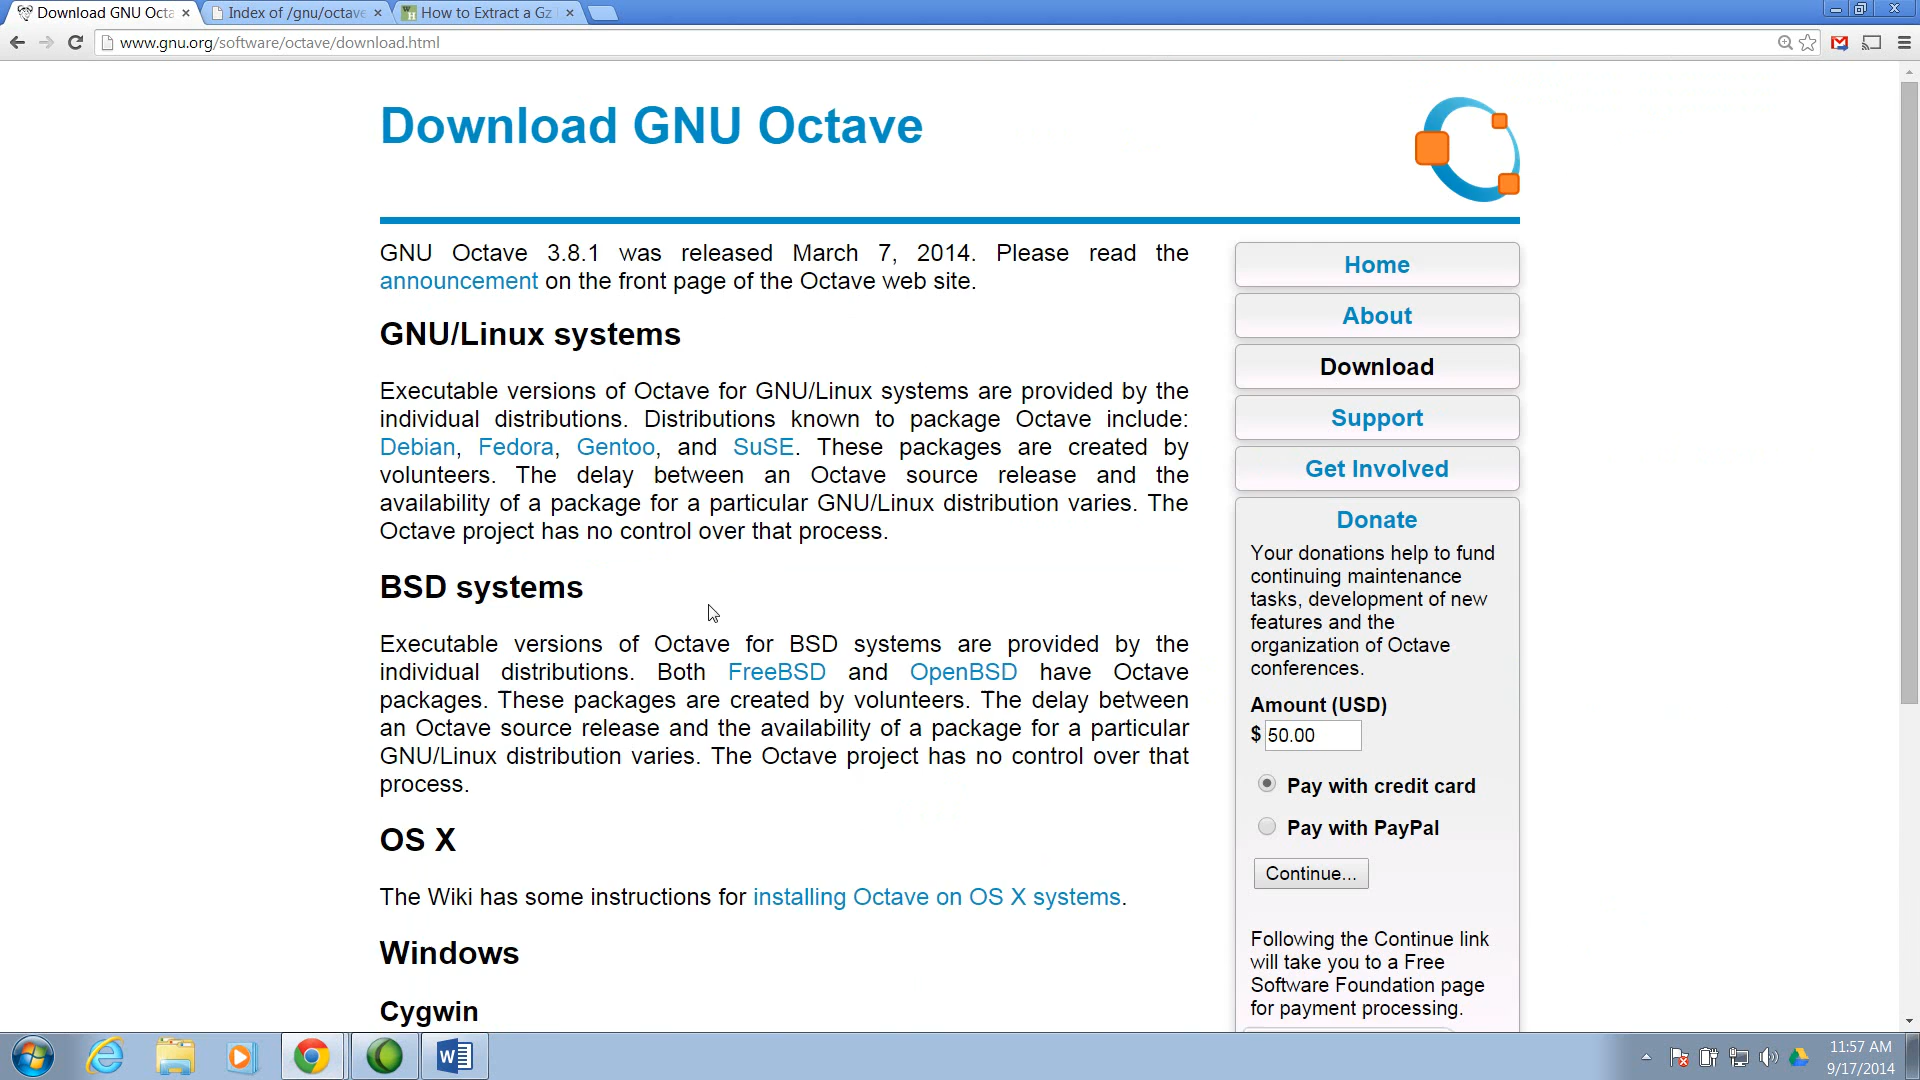 Download GNU Octa
Index of /gnu/octave
How to Extract a Gz
www.gnu.org/software/octave/download.html
Download GNU Octave
GNU Octave 3.8.1 was released March 7, 2014. Please read the
announcement on the front page of the Octave web site.
GNU/Linux systems
Executable versions of Octave for GNU/Linux systems are provided by the
individual distributions. Distributions known to package Octave include:
Debian, Fedora, Gentoo, and SuSE. These packages are created by
volunteers. The delay between an Octave source release and the
availability of a package for a particular GNU/Linux distribution varies. The
Octave project has no control over that process.
BSD systems
Executable versions of Octave for BSD systems are provided by the
individual distributions. Both FreeBSD and OpenBSD have Octave
packages. These packages are created by volunteers. The delay between
an Octave source release and the availability of a package for a particular
GNU/Linux distribution varies. The Octave project has no control over that
process.
OS X
The Wiki has some instructions for installing Octave on OS X systems.
Windows
Cygwin
Home
About
Download
Support
Get Involved
Donate
Your donations help to fund
continuing maintenance
tasks, development of new
features and the
organization of Octave
conferences.
Amount (USD)
$ 50.00
Pay with credit card
Pay with PayPal
Continue...
Following the Continue link
will take you to a Free
Software Foundation page
for payment processing.
11:57 AM
9/17/2014